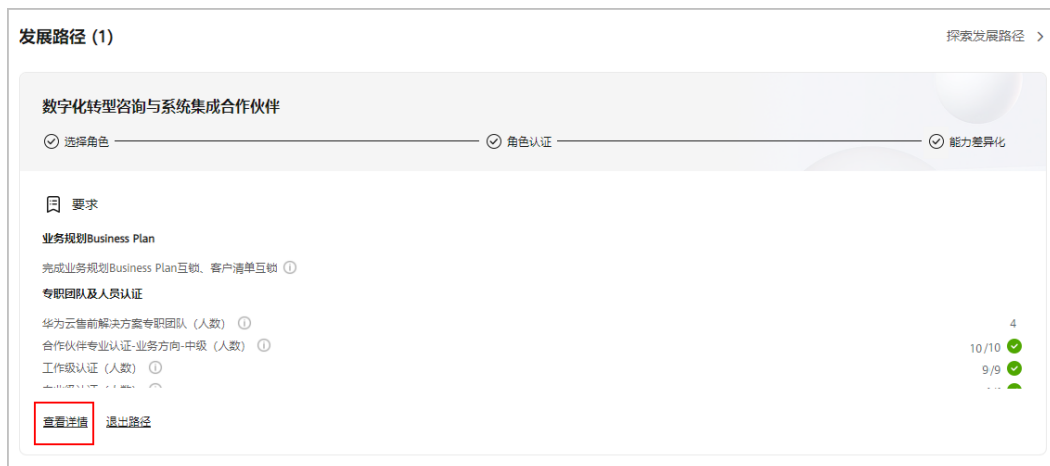 发展路径 (1)
探索发展路径
数字化转型咨询与系统集成合作伙伴
选择角色 角色认证 能力差异化
要求
业务规划Business Plan
完成业务规划Business Plan互锁、客户清单互锁
专职团队及人员认证
华为云售前解决方案专职团队（人数） 4
合作伙伴专业认证-业务方向-中级（人数） 10/10
工作级认证（人数） 9/9
查看详情 退出路径